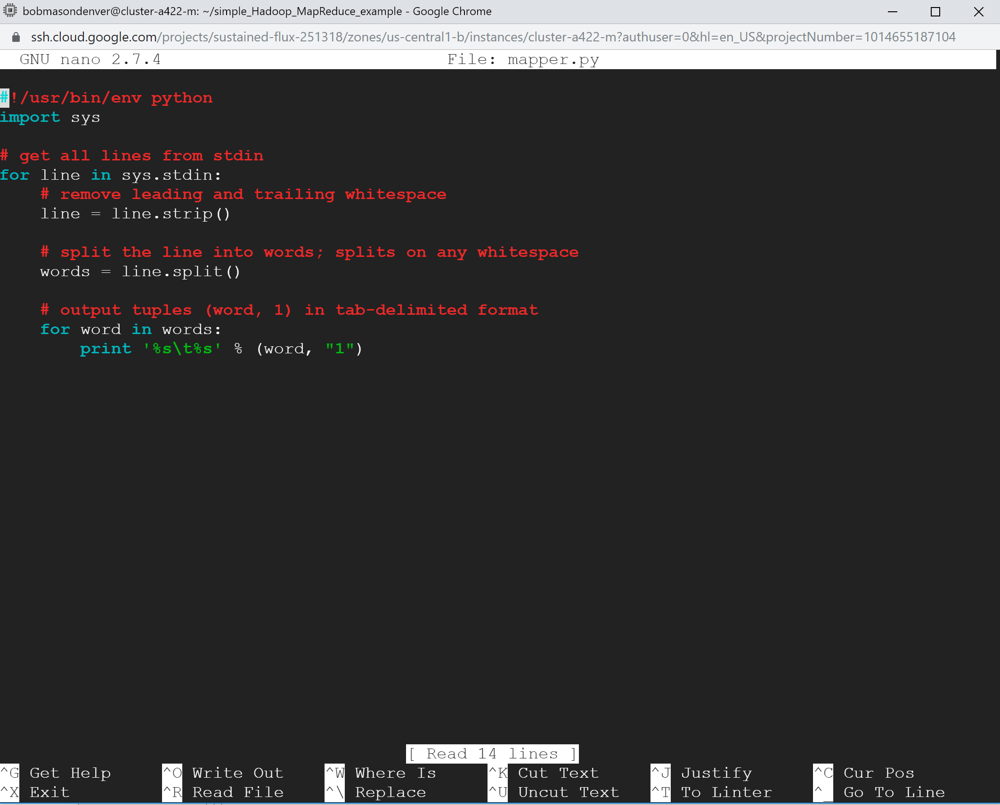 bobmasondenver@cluster-a422-m: ~/simple_Hadoop_MapReduce_example - Google Chrome
ssh.cloud.google.com/projects/sustained-flux-251318/zones/us-central1-b/instances/cluster-a422-m?authuser=0&hl=en_US&projectNumber=1014655187104
GNU nano 2.7.4 File: mapper.py
#!/usr/bin/env python
import sys
# get all lines from stdin
for line in sys.stdin:
    # remove leading and trailing whitespace
    line = line.strip()
    # split the line into words; splits on any whitespace
    words = line.split()
    # output tuples (word, 1) in tab-delimited format
    for word in words:
        print '%s\t%s' % (word, "1")
[ Read 14 lines ]
^G Get Help ^O Write Out ^W Where Is ^K Cut Text ^J Justify ^C Cur Pos
^X Exit ^R Read File ^\ Replace ^U Uncut Text ^T To Linter ^_ Go To Line